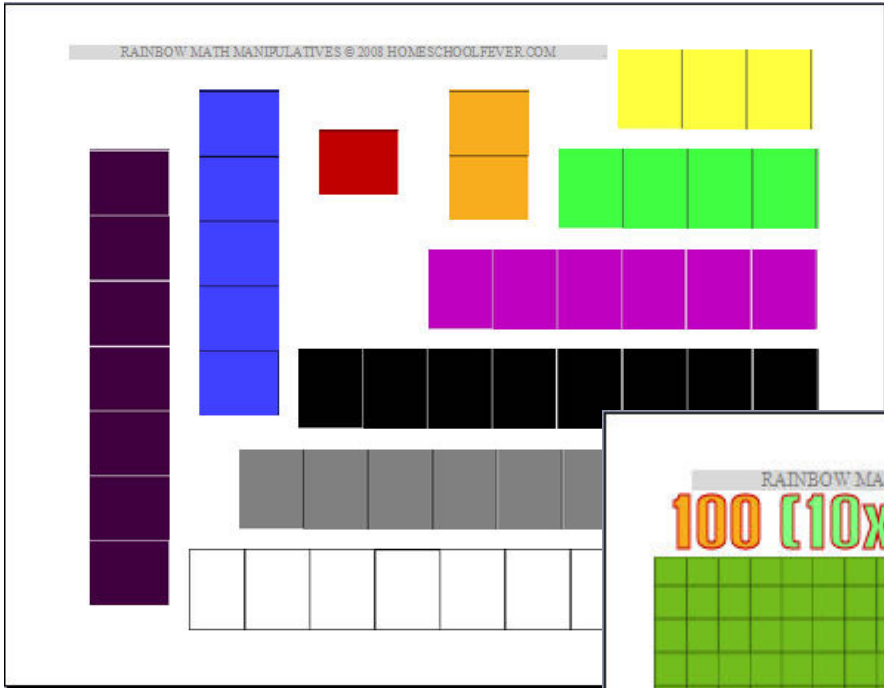 RAINBOW MATH MANIPULATIVES © 2008 HOMESCHOOLFEVER.COM
RAINBOW MA
100 (10x